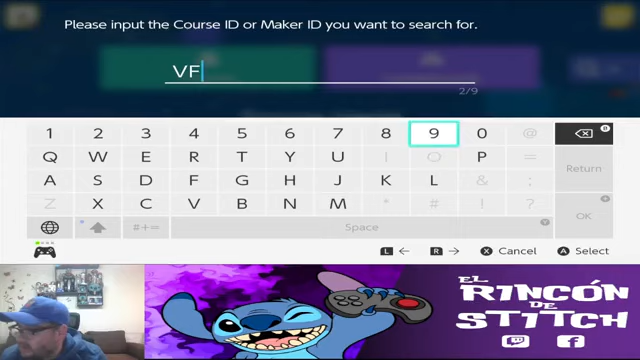 Please input the Course ID or Maker ID you want to search for.
VF
2/9
1 2 3 4 5 6 7 8 9 0 @
Q W E R T Y U I O P =
Return
A S D F G H J K L & ;
Z X C V B N M * # ! ?
OK
#+= Space
L ← R → X Cancel A Select
EL
RINCÓN
DE
STITCH